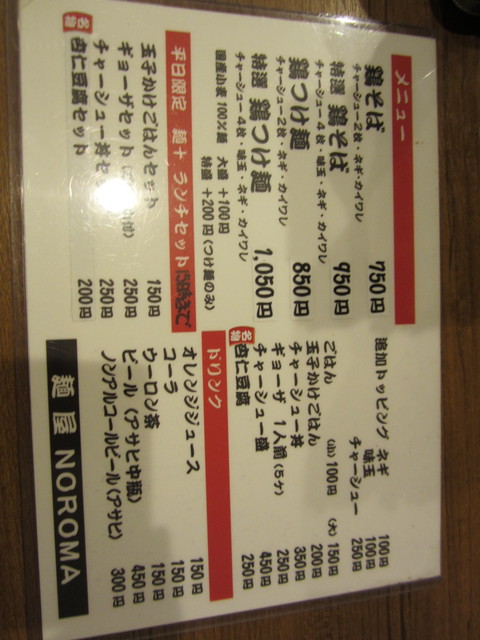 メニュー
鶏そば 750円
チャーシュー2枚・ネギ・カイワレ
特選 鶏そば 950円
チャーシュー4枚・味玉・ネギ・カイワレ
鶏つけ麺 850円
チャーシュー2枚・ネギ・カイワレ
特選 鶏つけ麺 1,050円
チャーシュー4枚・味玉・ネギ・カイワレ
国産小麦100%麺 大盛 +100円
特盛 +200円(つけ麺のみ)
平日限定 麺+ランチセット15時まで
玉子かけごはんセット 150円
ギョーザセット 250円
チャーシュー丼セ 250円
名物 杏仁豆腐セット 200円
追加トッピング ネギ 100円
味玉 100円
チャーシュー 250円
ごはん (小)100円 (大)150円
玉子かけごはん 200円
チャーシュー丼 350円
ギョーザ 1人前(5ケ) 250円
チャーシュー盛 450円
名物 杏仁豆腐 250円
ドリンク
オレンジジュース 150円
コーラ 150円
ウーロン茶 150円
ビール(アサヒ中瓶) 450円
ノンアルコールビール(アサヒ) 300円
麺屋 NOROMA